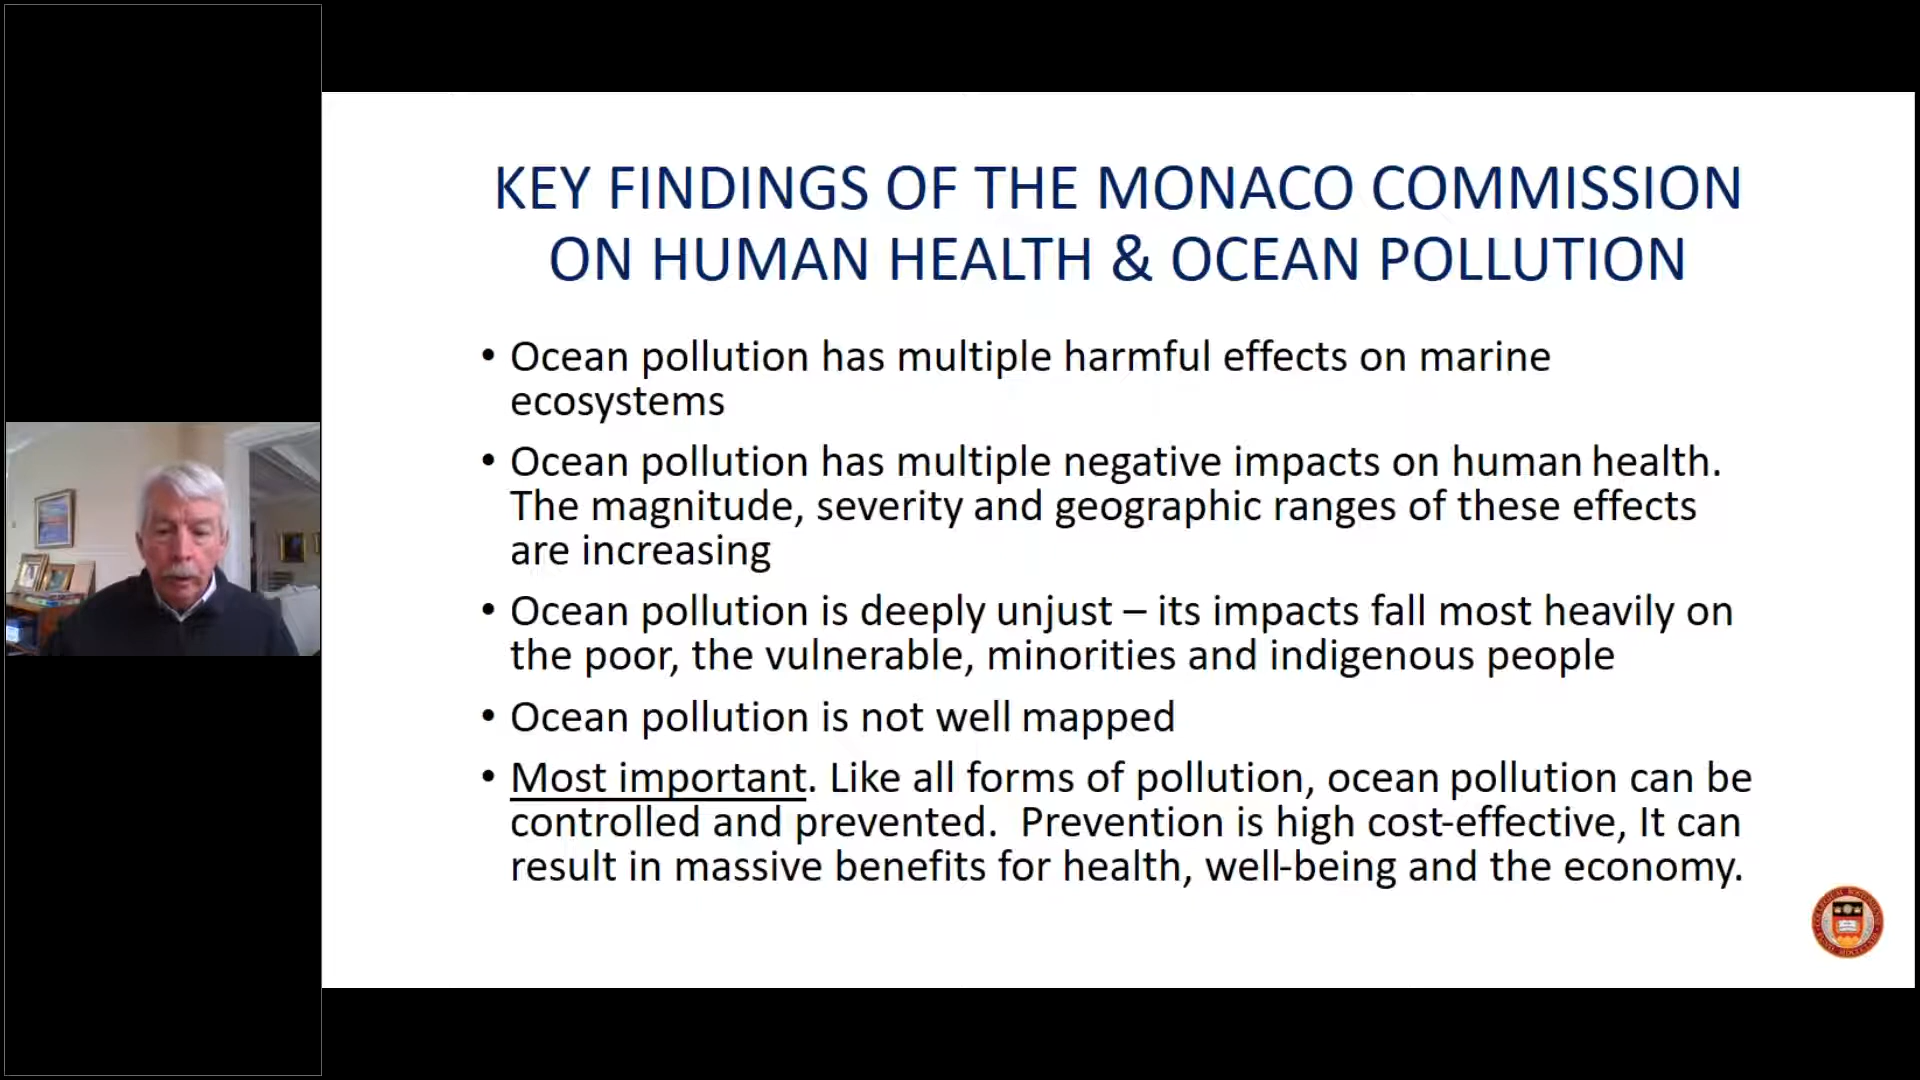 KEY FINDINGS OF THE MONACO COMMISSION
ON HUMAN HEALTH & OCEAN POLLUTION
• Ocean pollution has multiple harmful effects on marine
ecosystems
• Ocean pollution has multiple negative impacts on human health.
The magnitude, severity and geographic ranges of these effects
are increasing
• Ocean pollution is deeply unjust – its impacts fall most heavily on
the poor, the vulnerable, minorities and indigenous people
• Ocean pollution is not well mapped
• Most important. Like all forms of pollution, ocean pollution can be
controlled and prevented.  Prevention is high cost-effective, It can
result in massive benefits for health, well-being and the economy.